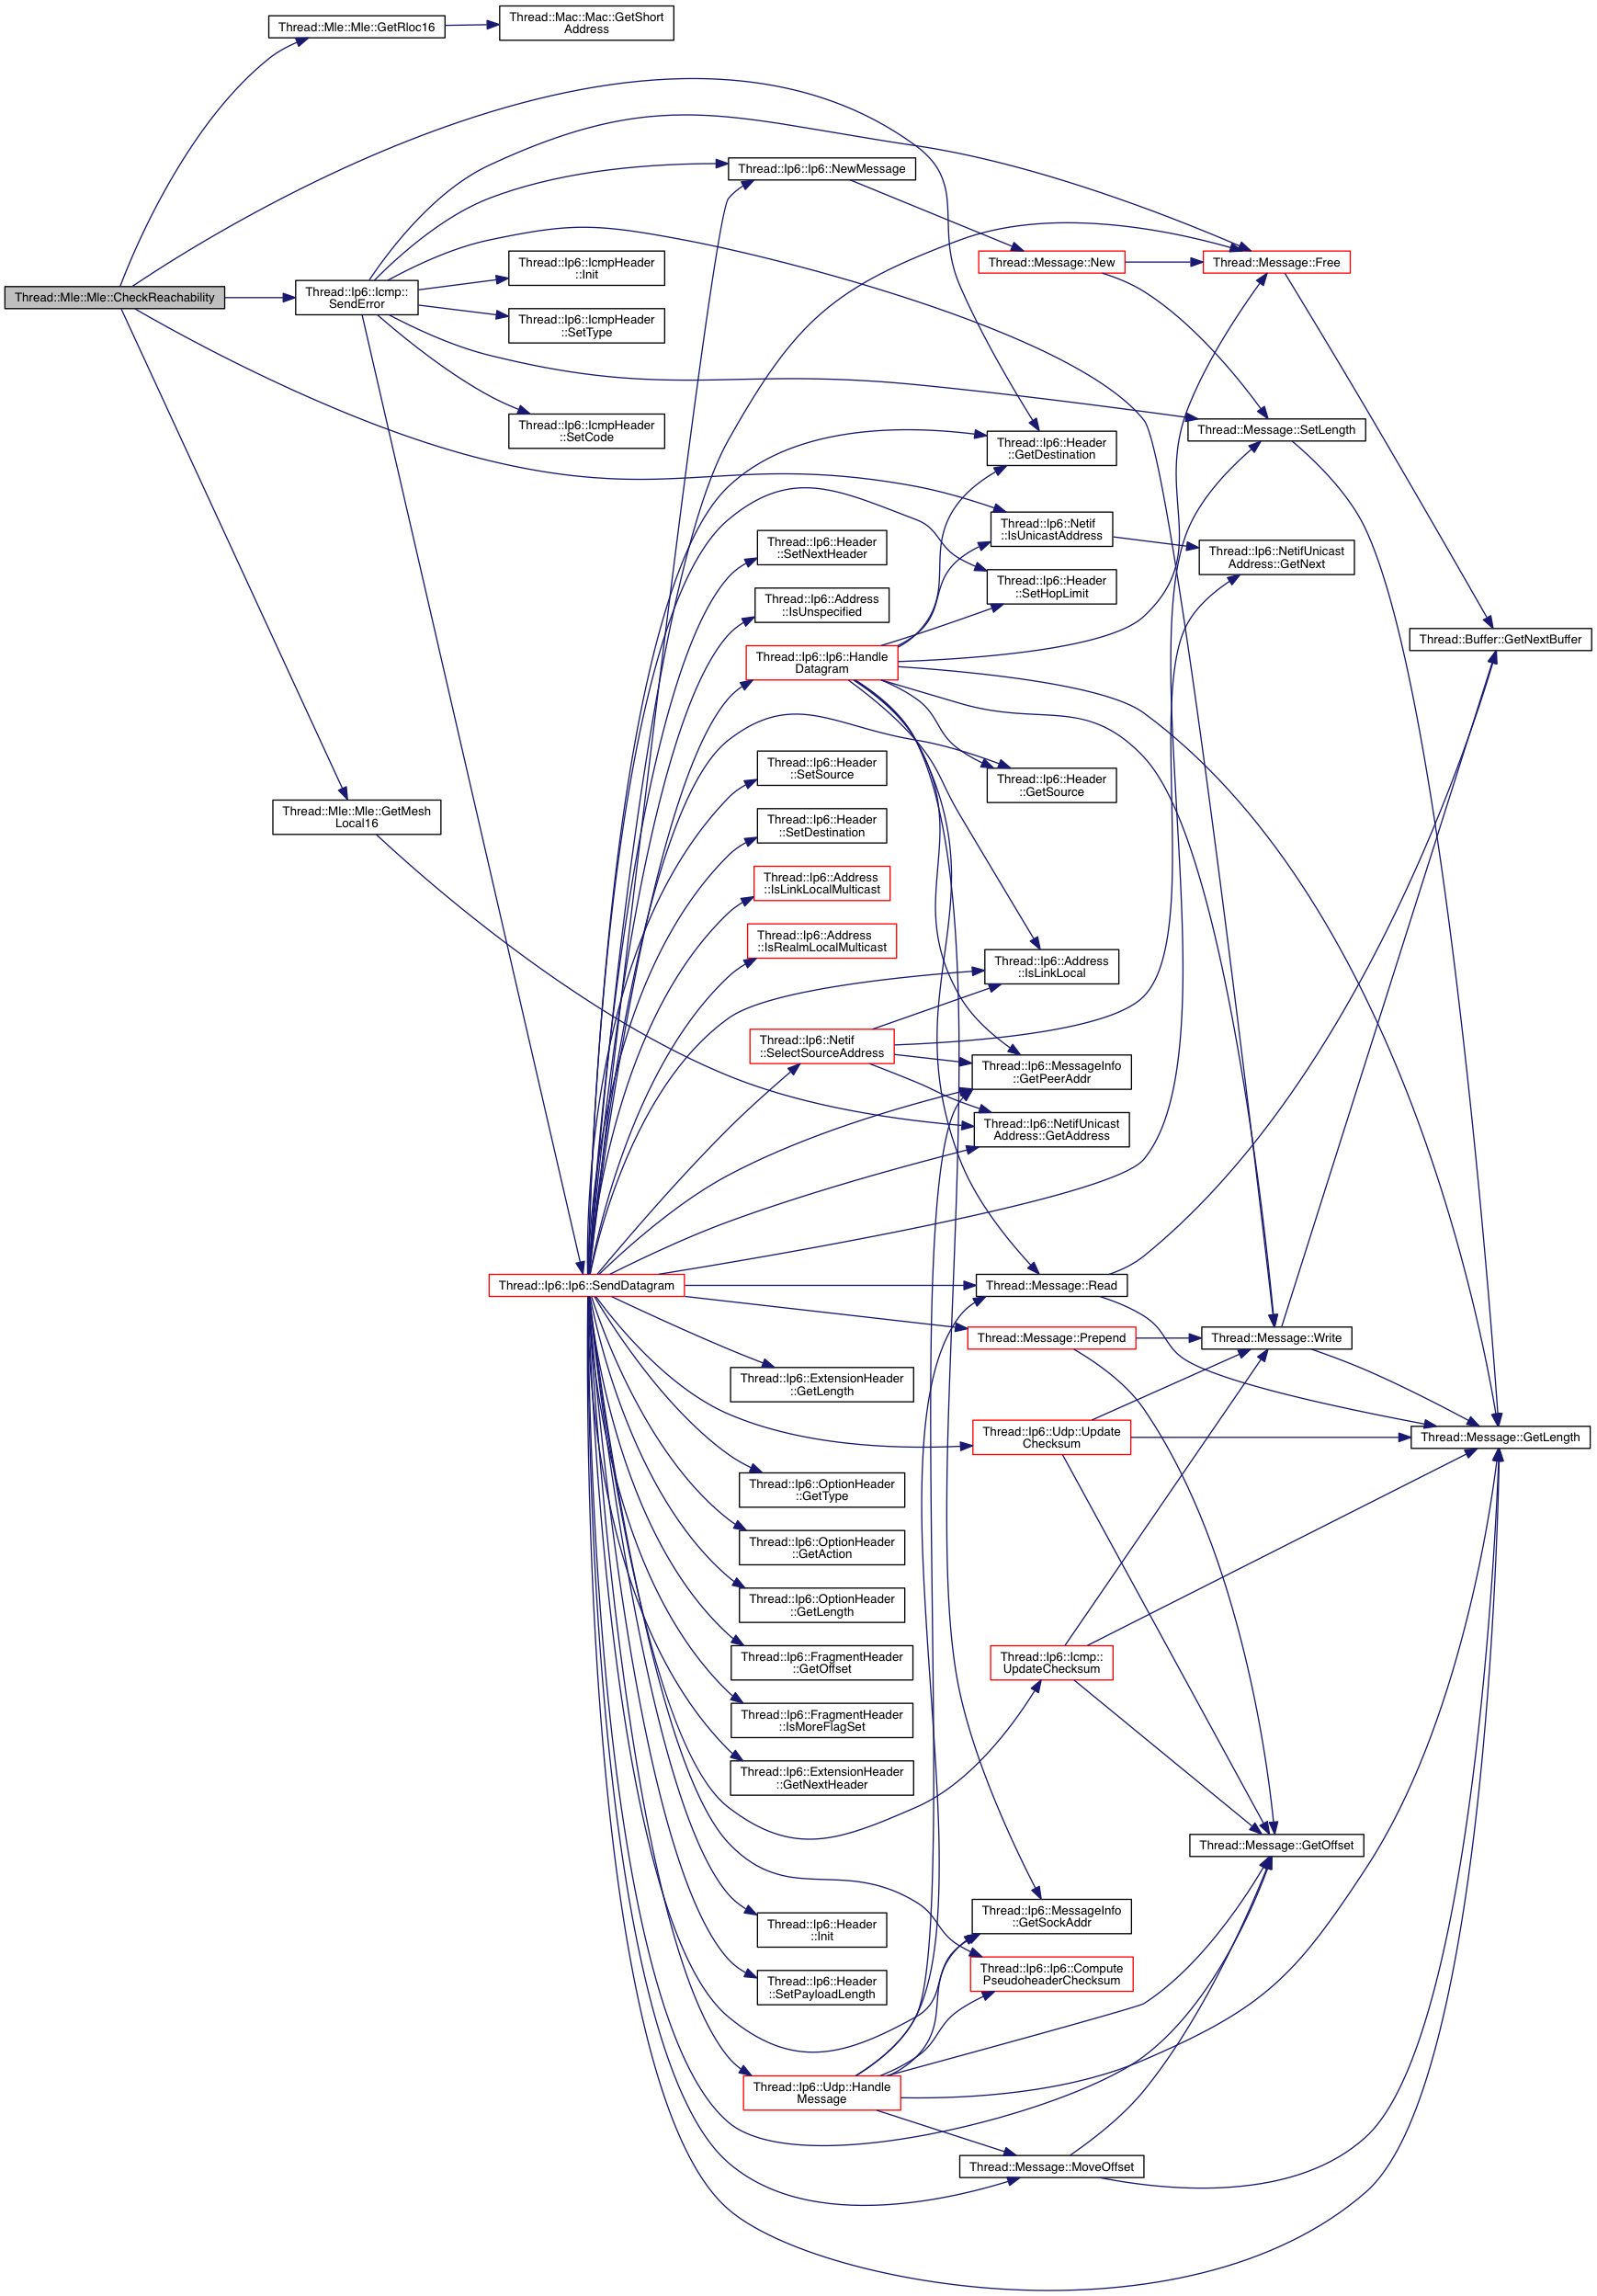 Thread::Mle::Mle::GetRloc16
Thread::Mac::Mac::GetShort
Address
Thread::Ip6::Ip6::NewMessage
Thread::Ip6::IcmpHeader
::Init
Thread::Message::New
Thread::Message::Free
Thread::Mle::Mle::CheckReachability
Thread::Ip6::Icmp::
SendError
Thread::Ip6::IcmpHeader
::SetType
Thread::Ip6::IcmpHeader
::SetCode
Thread::Message::SetLength
Thread::Ip6::Header
::GetDestination
Thread::Ip6::Netif
::IsUnicastAddress
Thread::Ip6::Header
::SetNextHeader
Thread::Ip6::NetifUnicast
Address::GetNext
Thread::Ip6::Header
::SetHopLimit
Thread::Ip6::Address
::IsUnspecified
Thread::Buffer::GetNextBuffer
Thread::Ip6::Ip6::Handle
Datagram
Thread::Ip6::Header
::SetSource
Thread::Ip6::Header
::GetSource
Thread::Mle::Mle::GetMesh
Local16
Thread::Ip6::Header
::SetDestination
Thread::Ip6::Address
::IsLinkLocalMulticast
Thread::Ip6::Address
::IsRealmLocalMulticast
Thread::Ip6::Address
::IsLinkLocal
Thread::Ip6::Netif
::SelectSourceAddress
Thread::Ip6::MessageInfo
::GetPeerAddr
Thread::Ip6::NetifUnicast
Address::GetAddress
Thread::Ip6::Ip6::SendDatagram
Thread::Message::Read
Thread::Message::Prepend
Thread::Message::Write
Thread::Ip6::ExtensionHeader
::GetLength
Thread::Ip6::Udp::Update
Checksum
Thread::Message::GetLength
Thread::Ip6::OptionHeader
::GetType
Thread::Ip6::OptionHeader
::GetAction
Thread::Ip6::OptionHeader
::GetLength
Thread::Ip6::FragmentHeader
::GetOffset
Thread::Ip6::Icmp::
UpdateChecksum
Thread::Ip6::FragmentHeader
::IsMoreFlagSet
Thread::Ip6::ExtensionHeader
::GetNextHeader
Thread::Message::GetOffset
Thread::Ip6::MessageInfo
::GetSockAddr
Thread::Ip6::Header
::Init
Thread::Ip6::Ip6::Compute
PseudoheaderChecksum
Thread::Ip6::Header
::SetPayloadLength
Thread::Ip6::Udp::Handle
Message
Thread::Message::MoveOffset